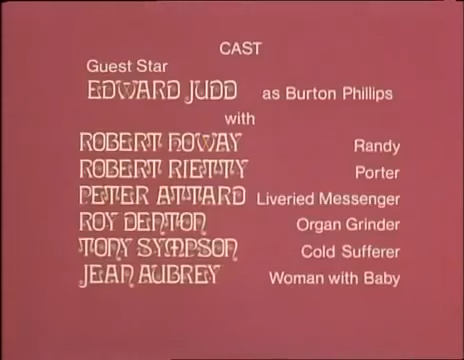 CAST
Guest Star
EDWARD JUDD as Burton Phillips
with
ROBERT HOWAY Randy
ROBERT RIETTY Porter
PETER ATTARD Liveried Messenger
ROY DENTON Organ Grinder
TONY SYMPSON Cold Sufferer
JEAN AUBREY Woman with Baby